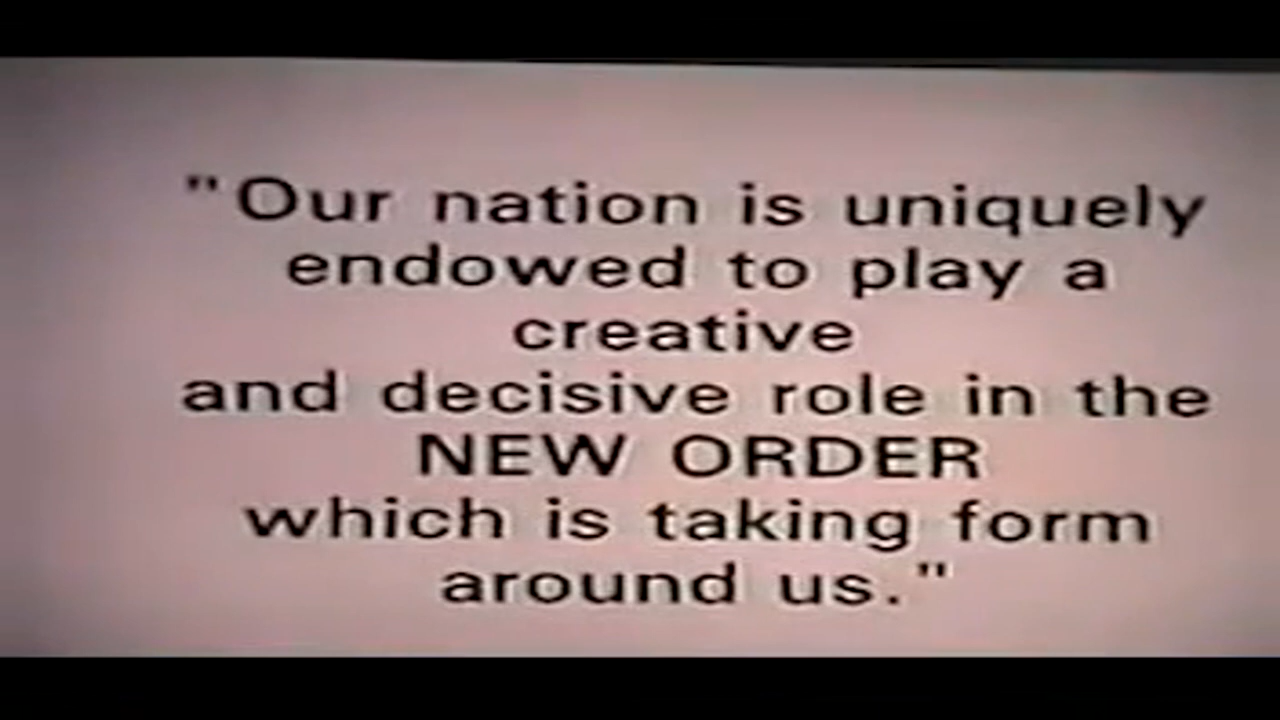 "Our nation is uniquely
endowed to play a
creative
and decisive role in the
NEW ORDER
which is taking form
around us."